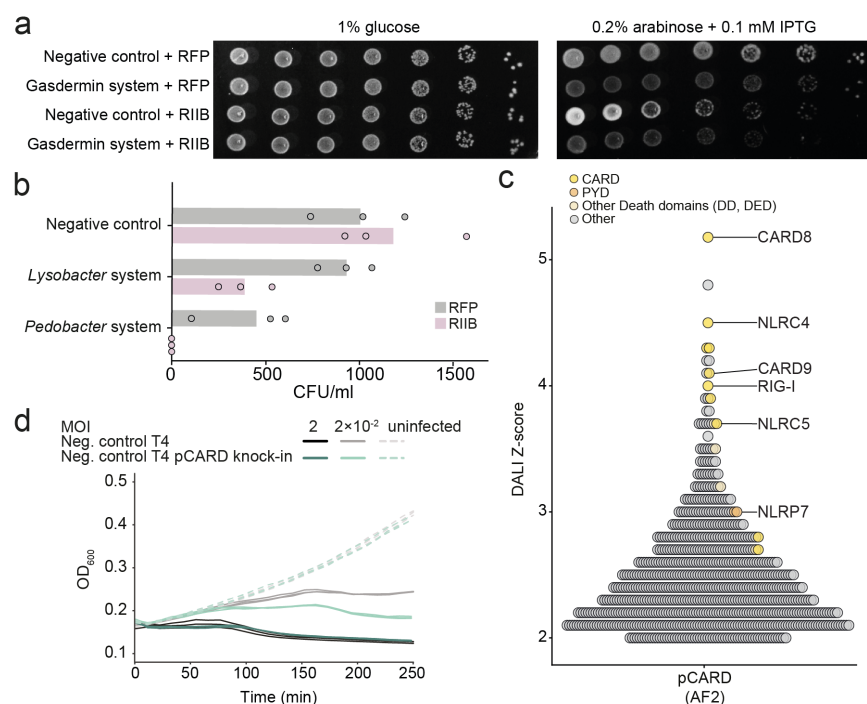 a
1% glucose
0.2% arabinose + 0.1 mM IPTG
Negative control + RFP
Gasdermin system + RFP
Negative control + RIIB
Gasdermin system + RIIB
b
Negative control
Lysobacter system
Pedobacter system
RFP
RIIB
0 500 1000 1500
CFU/ml
c
CARD
PYD
Other Death domains (DD, DED)
Other
CARD8
NLRC4
CARD9
RIG-I
NLRC5
NLRP7
DALI Z-score
5
4
3
2
pCARD
(AF2)
d
MOI 2 2×10⁻² uninfected
Neg. control T4
Neg. control T4 pCARD knock-in
OD₆₀₀
0.5
0.4
0.3
0.2
0.1
0 50 100 150 200 250
Time (min)